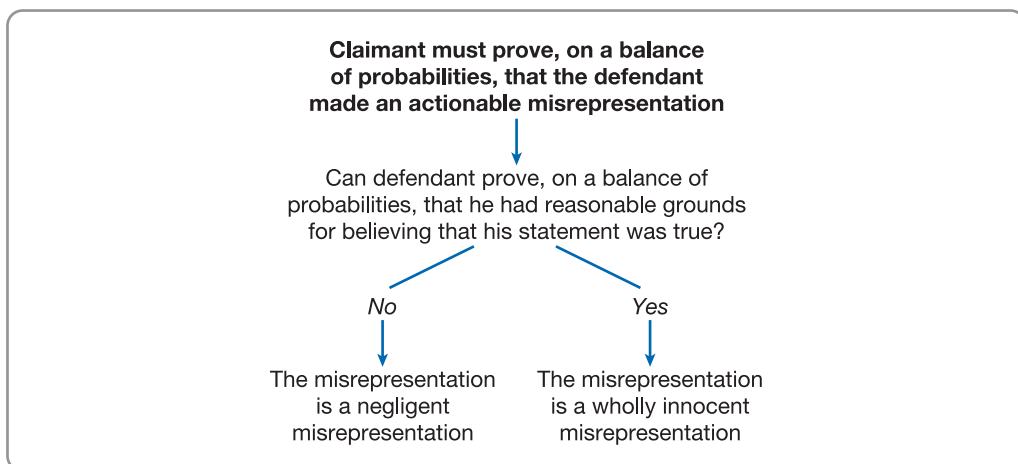 Claimant must prove, on a balance
of probabilities, that the defendant
made an actionable misrepresentation
Can defendant prove, on a balance of
probabilities, that he had reasonable grounds
for believing that his statement was true?
No
Yes
The misrepresentation
is a negligent
misrepresentation
The misrepresentation
is a wholly innocent
misrepresentation